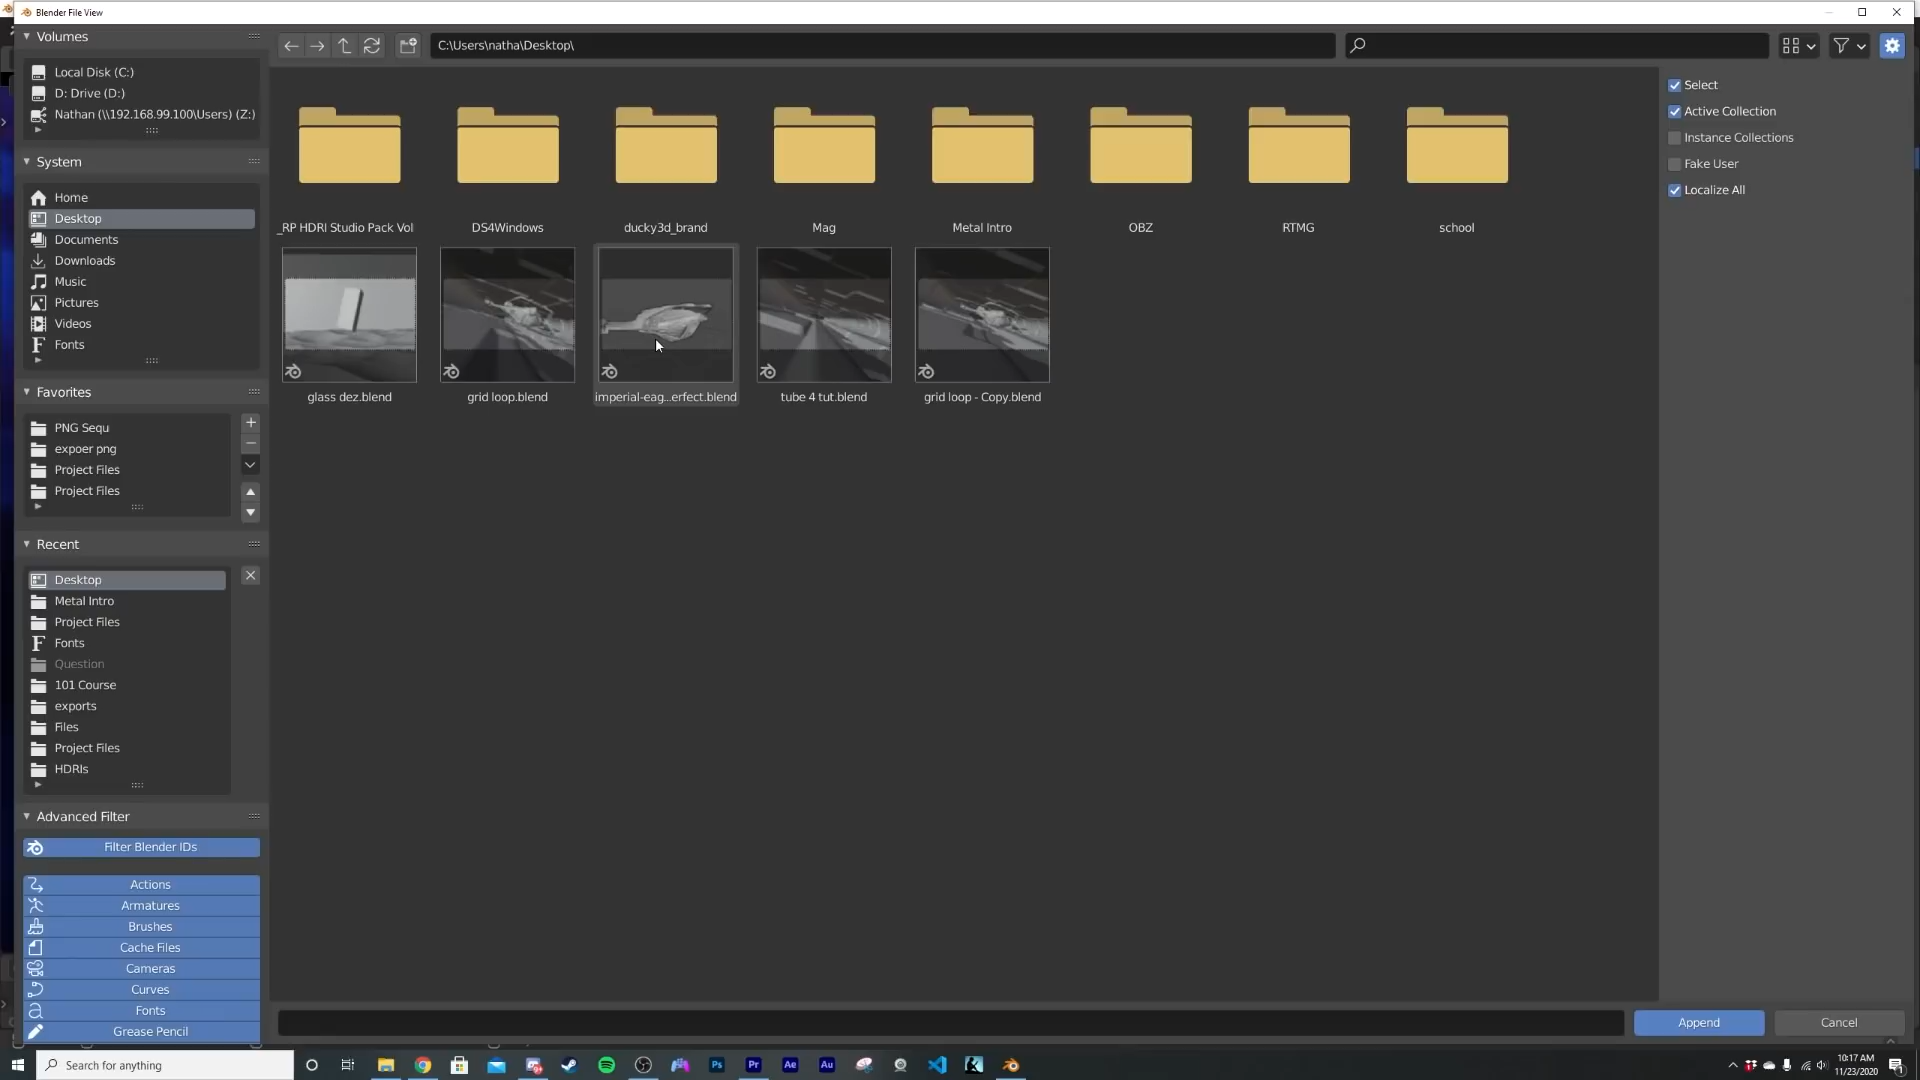 Blender File View
Volumes
Local Disk (C:)
D: Drive (D:)
Nathan (\\192.168.99.100\Users) (Z:)
System
Home
Desktop
Documents
Downloads
Music
Pictures
Videos
Fonts
Favorites
PNG Sequ
expoer png
Project Files
Project Files
Recent
Desktop
Metal Intro
Project Files
Fonts
Question
101 Course
exports
Files
Project Files
HDRIs
Advanced Filter
Filter Blender IDs
Actions
Armatures
Brushes
Cache Files
Cameras
Curves
Fonts
Grease Pencil
C:\Users\natha\Desktop\
_RP HDRI Studio Pack Vol
DS4Windows
ducky3d_brand
Mag
Metal Intro
OBZ
RTMG
school
glass dez.blend
grid loop.blend
imperial-eag...erfect.blend
tube 4 tut.blend
grid loop - Copy.blend
Select
Active Collection
Instance Collections
Fake User
Localize All
Append
Cancel
Search for anything
Ps
Pr
Ae
Au
10:17 AM
11/23/2020